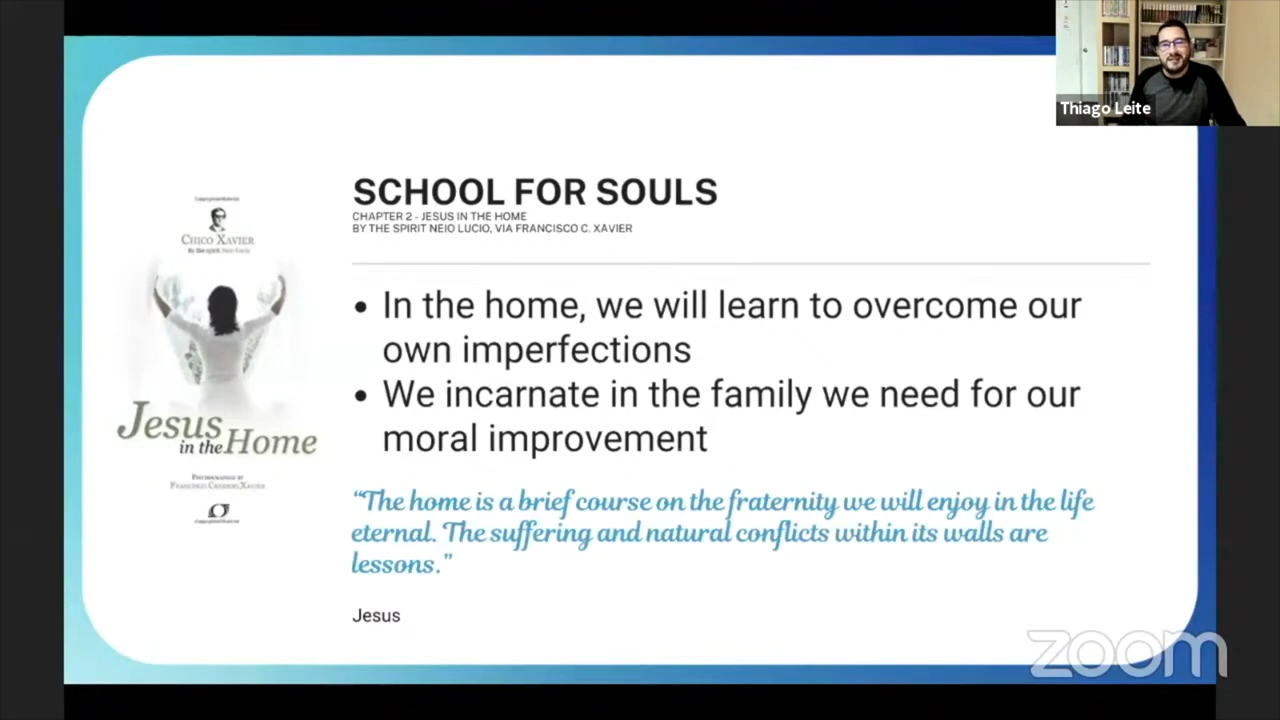 Thiago Leite
SCHOOL FOR SOULS
CHAPTER 2 - JESUS IN THE HOME
BY THE SPIRIT NEIO LUCIO, VIA FRANCISCO C. XAVIER
CHICO XAVIER
By the spirit Neio Lucio
Jesus
in the Home
PSYCHOGRAPHED BY
FRANCISCO CANDIDO XAVIER
• In the home, we will learn to overcome our
own imperfections
• We incarnate in the family we need for our
moral improvement
“The home is a brief course on the fraternity we will enjoy in the life
eternal. The suffering and natural conflicts within its walls are
lessons.”
Jesus
zoom